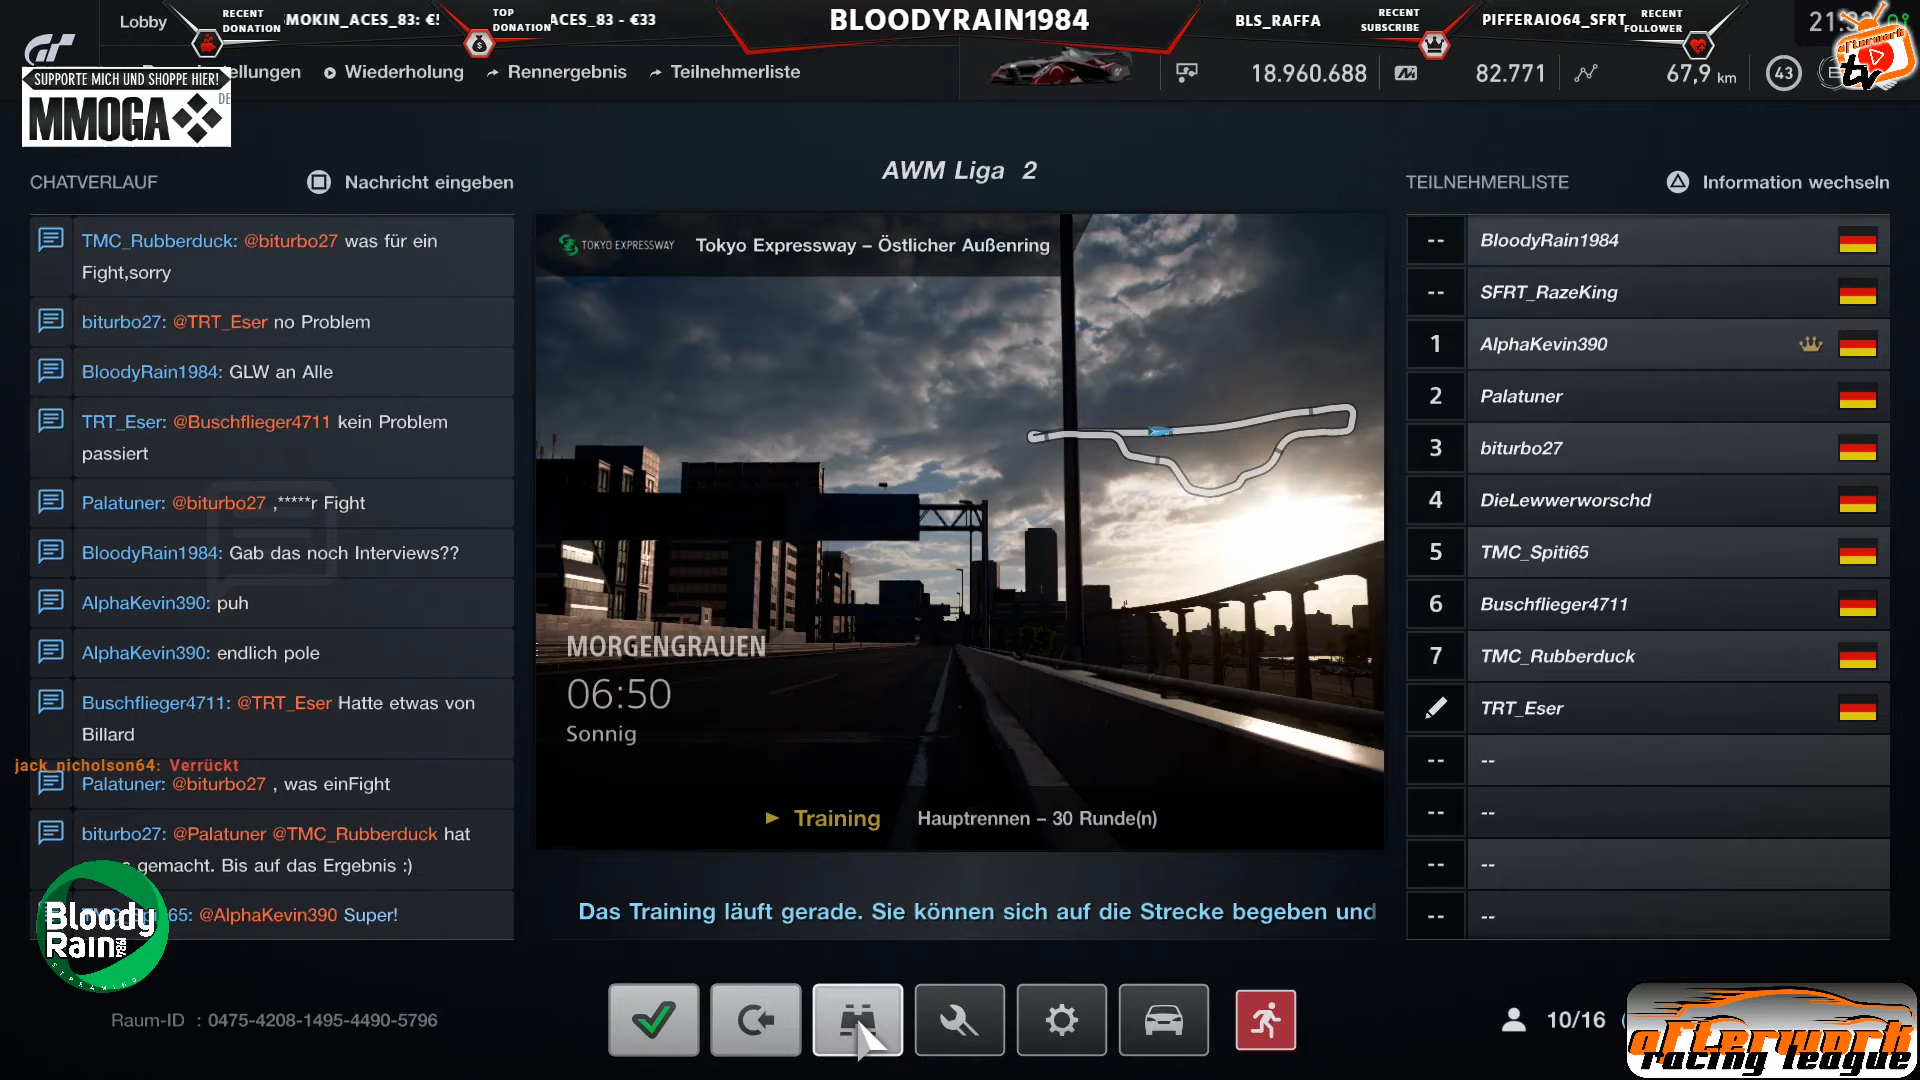 Lobby
RECENT DONATION
MOKIN_ACES_83: €5
TOP DONATION
ACES_83 - €33
BLOODYRAIN1984
BLS_RAFFA
RECENT SUBSCRIBE
PIFFERAIO64_SFRT
RECENT FOLLOWER
Wiederholung
Rennergebnis
Teilnehmerliste
18.960.688
82.771
67,9 km
43
afterwork tv
SUPPORTE MICH UND SHOPPE HIER!
MMOGA
DE
AWM Liga 2
CHATVERLAUF
Nachricht eingeben
TMC_Rubberduck: @biturbo27 was für ein
Fight,sorry
biturbo27: @TRT_Eser no Problem
BloodyRain1984: GLW an Alle
TRT_Eser: @Buschflieger4711 kein Problem
passiert
Palatuner: @biturbo27 ,*****r Fight
BloodyRain1984: Gab das noch Interviews??
AlphaKevin390: puh
AlphaKevin390: endlich pole
Buschflieger4711: @TRT_Eser Hatte etwas von
Billard
jack_nicholson64: Verrückt
Palatuner: @biturbo27 , was einFight
biturbo27: @Palatuner @TMC_Rubberduck hat
gemacht. Bis auf das Ergebnis :)
@AlphaKevin390 Super!
Bloody
Rain
1984
STREAMING
TOKYO EXPRESSWAY
Tokyo Expressway – Östlicher Außenring
MORGENGRAUEN
06:50
Sonnig
Training
Hauptrennen – 30 Runde(n)
Das Training läuft gerade. Sie können sich auf die Strecke begeben und
TEILNEHMERLISTE
Information wechseln
-- BloodyRain1984
-- SFRT_RazeKing
1 AlphaKevin390
2 Palatuner
3 biturbo27
4 DieLewwerworschd
5 TMC_Spiti65
6 Buschflieger4711
7 TMC_Rubberduck
TRT_Eser
-- --
-- --
-- --
-- --
Raum-ID : 0475-4208-1495-4490-5796
10/16
afterwork
racing league